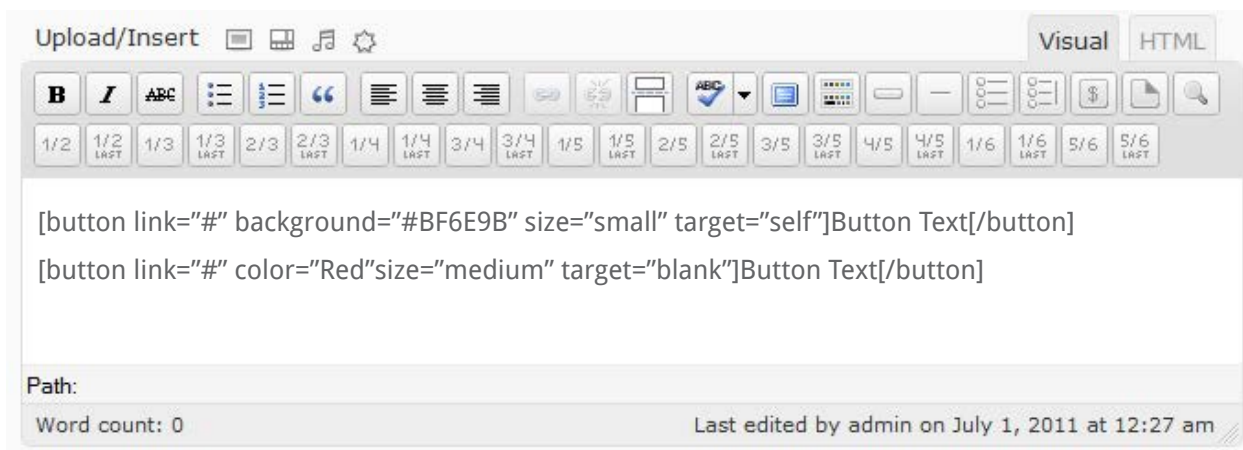 Upload/Insert Visual HTML
B I ABC 1 2 3 “ ABC $
1/2 1/2 LAST 1/3 1/3 LAST 2/3 2/3 LAST 1/4 1/4 LAST 3/4 3/4 LAST 1/5 1/5 LAST 2/5 2/5 LAST 3/5 3/5 LAST 4/5 4/5 LAST 1/6 1/6 LAST 5/6 5/6 LAST
[button link=”#” background=”#BF6E9B” size=”small” target=”self”]Button Text[/button]
[button link=”#” color=”Red”size=”medium” target=”blank”]Button Text[/button]
Path:
Word count: 0 Last edited by admin on July 1, 2011 at 12:27 am